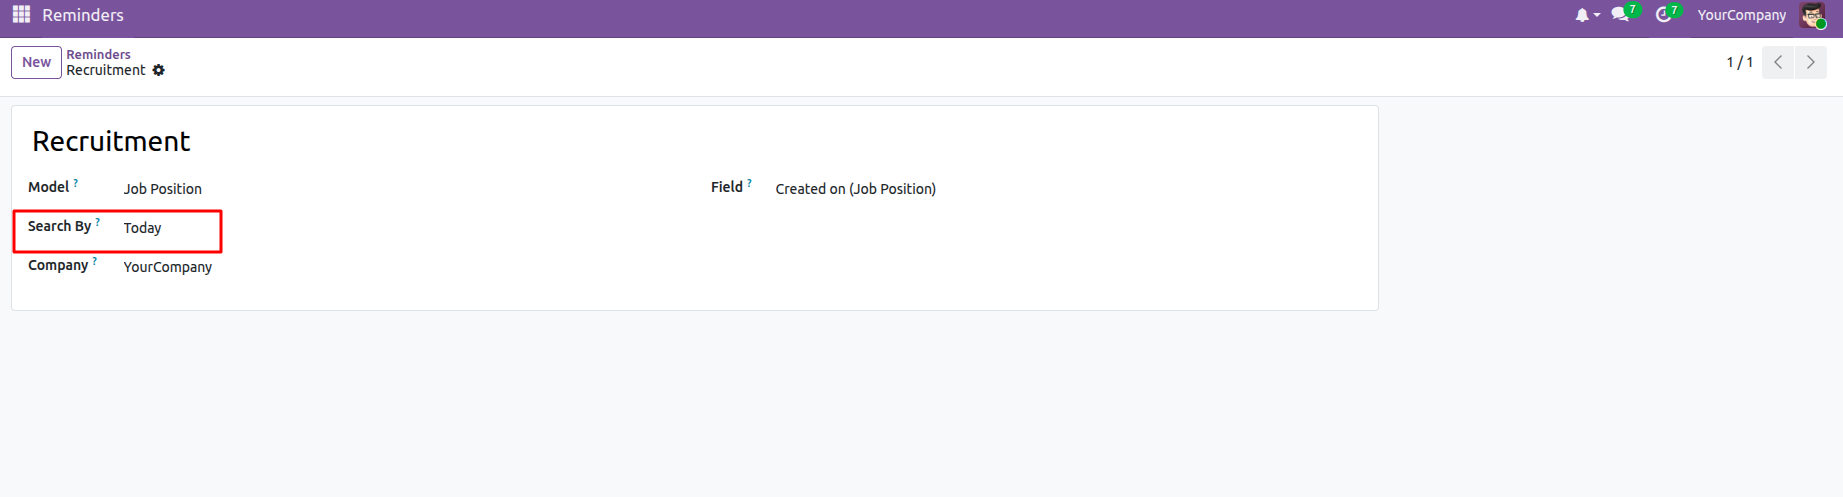 Reminders
7
7
YourCompany
New
Reminders
Recruitment
1 / 1
Recruitment
Model ? Job Position
Field ? Created on (Job Position)
Search By ? Today
Company ? YourCompany